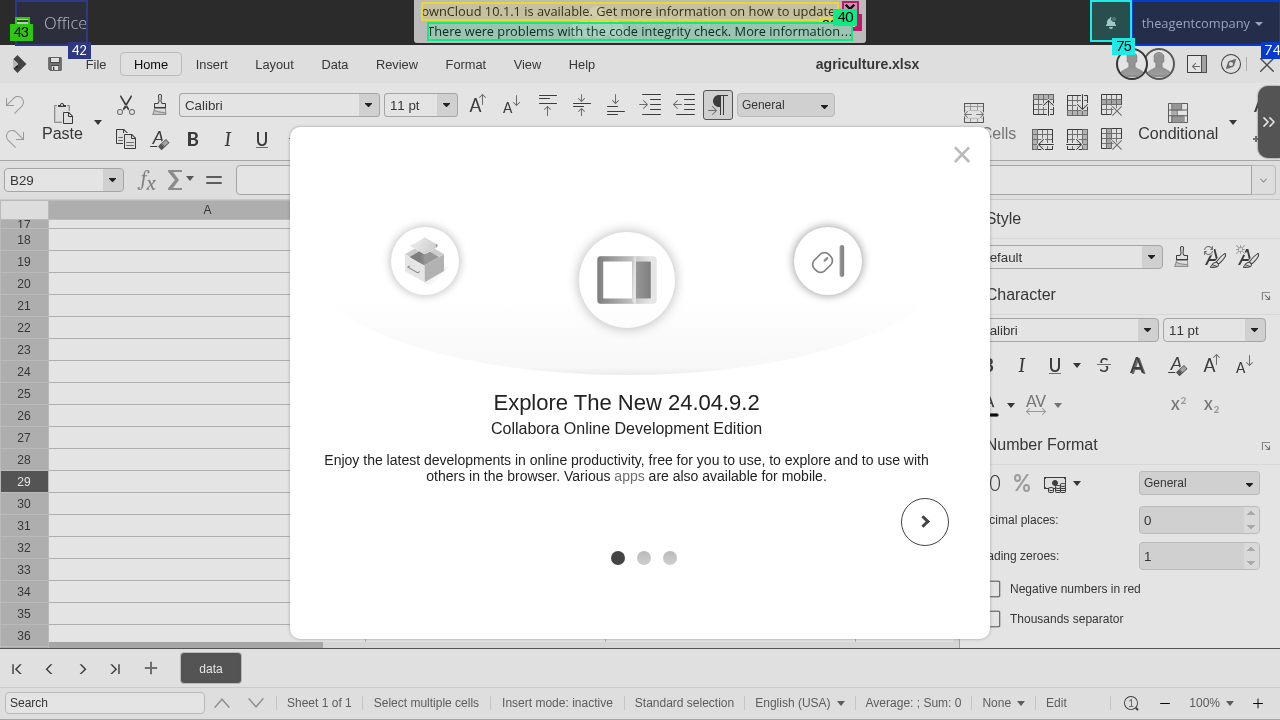 ownCloud 10.1.1 is available. Get more information on how to update
There were problems with the code integrity check. More information…
40
43
Office
42
75
theagentcompany
74
File
Home
Insert
Layout
Data
Review
Format
View
Help
agriculture.xlsx
Paste
Calibri
11 pt
General
B
I
U
Cells
Conditional
B29
A
17
18
19
20
21
22
23
24
25
26
27
28
29
30
31
32
33
34
35
36
Explore The New 24.04.9.2
Collabora Online Development Edition
Enjoy the latest developments in online productivity, free for you to use, to explore and to use with
others in the browser. Various apps are also available for mobile.
Style
efault
Character
alibri
11 pt
I
U
S
A
A
AV
x²
x₂
Number Format
0
%
General
cimal places:
0
ading zeroes:
1
Negative numbers in red
Thousands separator
data
Search
Sheet 1 of 1
Select multiple cells
Insert mode: inactive
Standard selection
English (USA)
Average: ; Sum: 0
None
Edit
1
100%